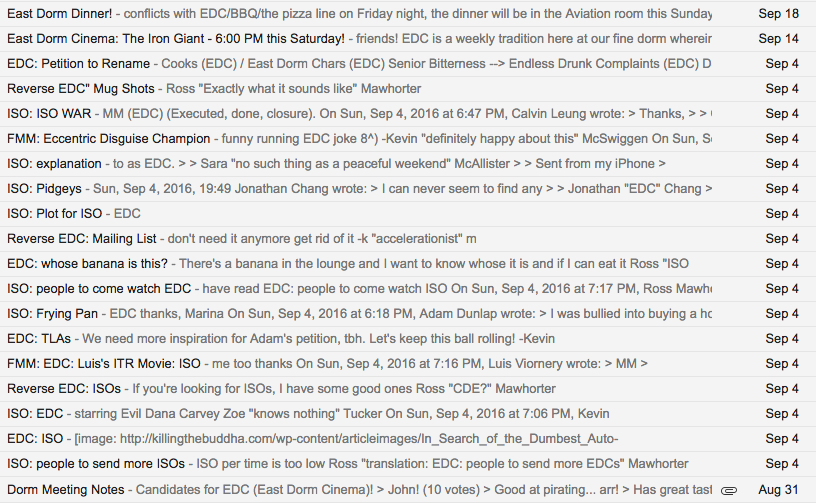 East Dorm Dinner! - conflicts with EDC/BBQ/the pizza line on Friday night, the dinner will be in the Aviation room this Sunday Sep 18
East Dorm Cinema: The Iron Giant - 6:00 PM this Saturday! - friends! EDC is a weekly tradition here at our fine dorm wherein Sep 14
EDC: Petition to Rename - Cooks (EDC) / East Dorm Chars (EDC) Senior Bitterness --> Endless Drunk Complaints (EDC) D Sep 4
Reverse EDC" Mug Shots - Ross "Exactly what it sounds like" Mawhorter Sep 4
ISO: ISO WAR - MM (EDC) (Executed, done, closure). On Sun, Sep 4, 2016 at 6:47 PM, Calvin Leung wrote: > Thanks, > > Sep 4
FMM: Eccentric Disguise Champion - funny running EDC joke 8^) -Kevin "definitely happy about this" McSwiggen On Sun, S Sep 4
ISO: explanation - to as EDC. > > Sara "no such thing as a peaceful weekend" McAllister > > Sent from my iPhone > Sep 4
ISO: Pidgeys - Sun, Sep 4, 2016, 19:49 Jonathan Chang wrote: > I can never seem to find any > > Jonathan "EDC" Chang > Sep 4
ISO: Plot for ISO - EDC Sep 4
Reverse EDC: Mailing List - don't need it anymore get rid of it -k "accelerationist" m Sep 4
EDC: whose banana is this? - There's a banana in the lounge and I want to know whose it is and if I can eat it Ross "ISO Sep 4
ISO: people to come watch EDC - have read EDC: people to come watch ISO On Sun, Sep 4, 2016 at 7:17 PM, Ross Mawh Sep 4
ISO: Frying Pan - EDC thanks, Marina On Sun, Sep 4, 2016 at 6:18 PM, Adam Dunlap wrote: > I was bullied into buying a ho Sep 4
EDC: TLAs - We need more inspiration for Adam's petition, tbh. Let's keep this ball rolling! -Kevin Sep 4
FMM: EDC: Luis's ITR Movie: ISO - me too thanks On Sun, Sep 4, 2016 at 7:16 PM, Luis Viornery wrote: > MM > Sep 4
Reverse EDC: ISOs - If you're looking for ISOs, I have some good ones Ross "CDE?" Mawhorter Sep 4
ISO: EDC - starring Evil Dana Carvey Zoe "knows nothing" Tucker On Sun, Sep 4, 2016 at 7:06 PM, Kevin Sep 4
EDC: ISO - [image: http://killingthebuddha.com/wp-content/articleimages/In_Search_of_the_Dumbest_Auto- Sep 4
ISO: people to send more ISOs - ISO per time is too low Ross "translation: EDC: people to send more EDCs" Mawhorter Sep 4
Dorm Meeting Notes - Candidates for EDC (East Dorm Cinema)! > John! (10 votes) > Good at pirating... arr! > Has great tast Aug 31